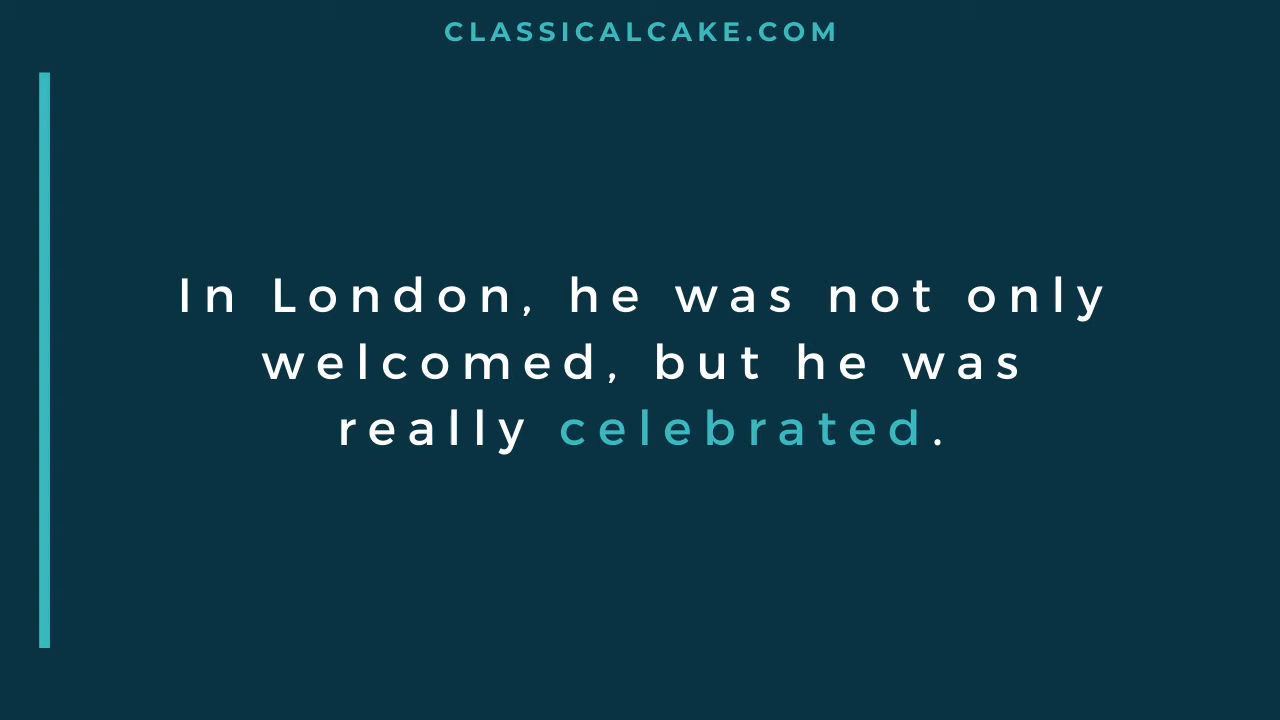 CLASSICALCAKE.COM
In London, he was not only
welcomed, but he was
really celebrated.